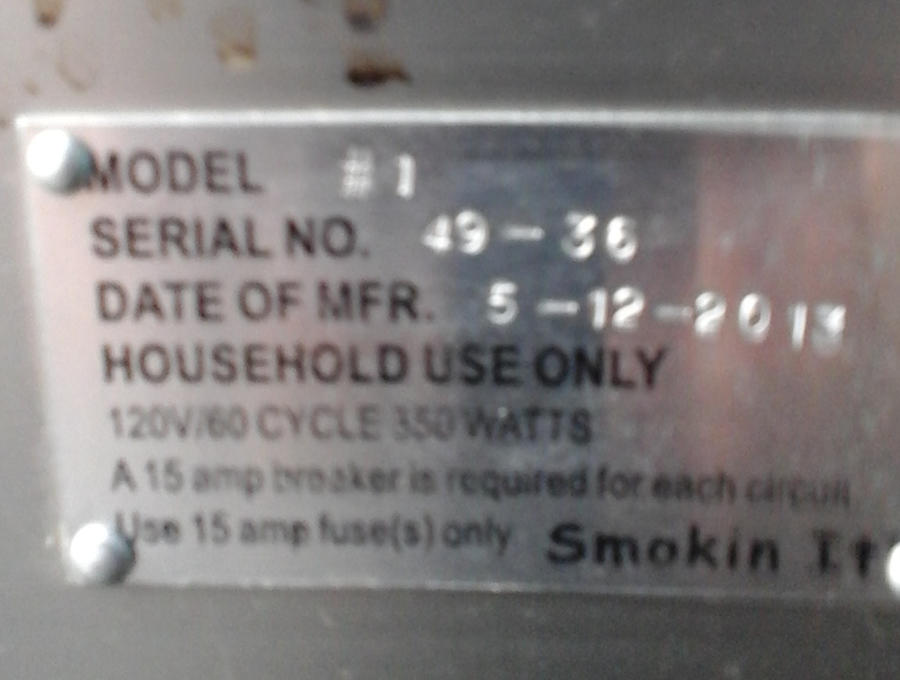 MODEL #1
SERIAL NO. 49-36
DATE OF MFR. 5-12-2013
HOUSEHOLD USE ONLY
120V/60 CYCLE 350 WATTS
A 15 amp breaker is required for each circuit
Use 15 amp fuse(s) only Smokin It